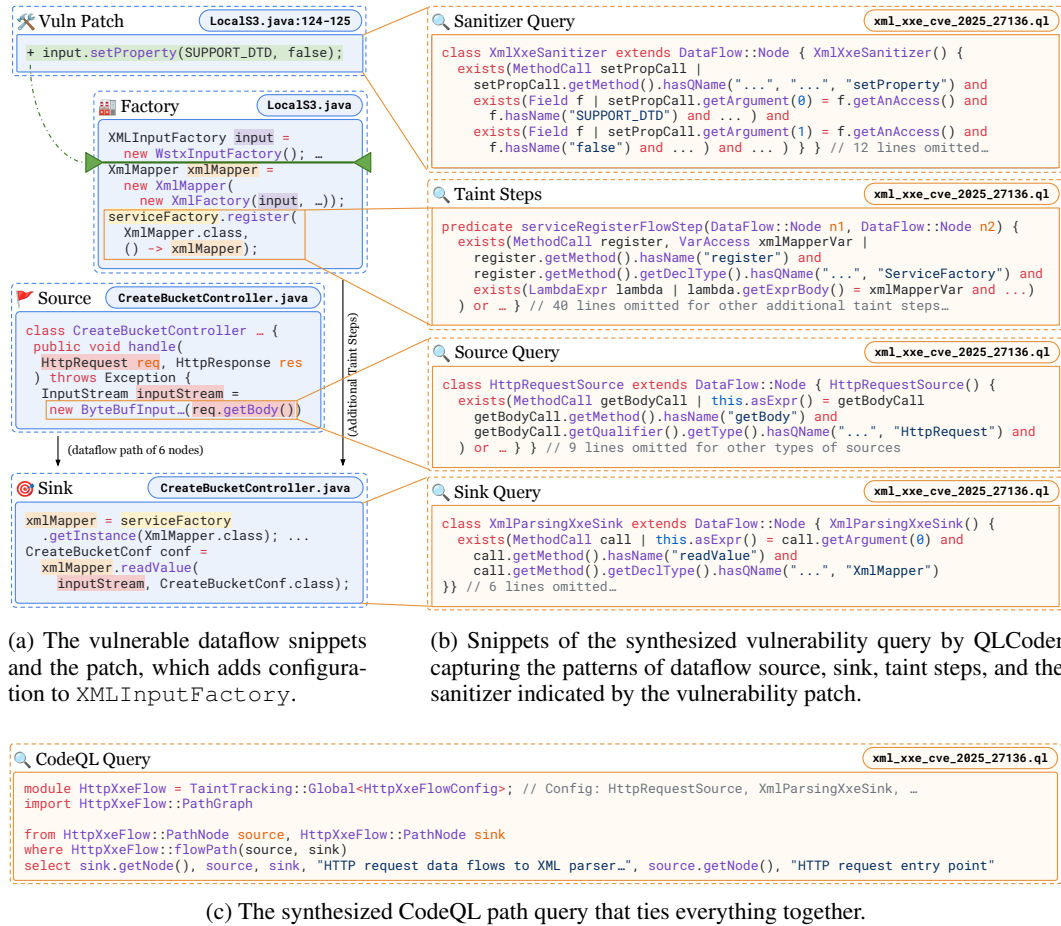 Vuln Patch
LocalS3.java:124-125
+ input.setProperty(SUPPORT_DTD, false);
Factory
LocalS3.java
XMLInputFactory input =
new WstxInputFactory(); …
XmlMapper xmlMapper =
new XmlMapper(
new XmlFactory(input, …));
serviceFactory.register(
XmlMapper.class,
() -> xmlMapper);
Source
CreateBucketController.java
class CreateBucketController … {
public void handle(
HttpRequest req, HttpResponse res
) throws Exception {
InputStream inputStream =
new ByteBufInput…(req.getBody())
(dataflow path of 6 nodes)
(Additional Taint Steps)
Sink
CreateBucketController.java
xmlMapper = serviceFactory
.getInstance(XmlMapper.class); ...
CreateBucketConf conf =
xmlMapper.readValue(
inputStream, CreateBucketConf.class);
(a) The vulnerable dataflow snippets
and the patch, which adds configura-
tion to XMLInputFactory.
Sanitizer Query
xml_xxe_cve_2025_27136.ql
class XmlXxeSanitizer extends DataFlow::Node { XmlXxeSanitizer() {
exists(MethodCall setPropCall |
setPropCall.getMethod().hasQName("...", "...", "setProperty") and
exists(Field f | setPropCall.getArgument(0) = f.getAnAccess() and
f.hasName("SUPPORT_DTD") and ... ) and
exists(Field f | setPropCall.getArgument(1) = f.getAnAccess() and
f.hasName("false") and ... ) and ... ) } } // 12 lines omitted…
Taint Steps
xml_xxe_cve_2025_27136.ql
predicate serviceRegisterFlowStep(DataFlow::Node n1, DataFlow::Node n2) {
exists(MethodCall register, VarAccess xmlMapperVar |
register.getMethod().hasName("register") and
register.getMethod().getDeclType().hasQName("...", "ServiceFactory") and
exists(LambdaExpr lambda | lambda.getExprBody() = xmlMapperVar and ...)
) or … } // 40 lines omitted for other additional taint steps…
Source Query
xml_xxe_cve_2025_27136.ql
class HttpRequestSource extends DataFlow::Node { HttpRequestSource() {
exists(MethodCall getBodyCall | this.asExpr() = getBodyCall
getBodyCall.getMethod().hasName("getBody") and
getBodyCall.getQualifier().getType().hasQName("...", "HttpRequest") and
) or … } } // 9 lines omitted for other types of sources
Sink Query
xml_xxe_cve_2025_27136.ql
class XmlParsingXxeSink extends DataFlow::Node { XmlParsingXxeSink() {
exists(MethodCall call | this.asExpr() = call.getArgument(0) and
call.getMethod().hasName("readValue") and
call.getMethod().getDeclType().hasQName("...", "XmlMapper")
}} // 6 lines omitted…
(b) Snippets of the synthesized vulnerability query by QLCoder
capturing the patterns of dataflow source, sink, taint steps, and the
sanitizer indicated by the vulnerability patch.
CodeQL Query
xml_xxe_cve_2025_27136.ql
module HttpXxeFlow = TaintTracking::Global<HttpXxeFlowConfig>; // Config: HttpRequestSource, XmlParsingXxeSink, …
import HttpXxeFlow::PathGraph
from HttpXxeFlow::PathNode source, HttpXxeFlow::PathNode sink
where HttpXxeFlow::flowPath(source, sink)
select sink.getNode(), source, sink, "HTTP request data flows to XML parser…", source.getNode(), "HTTP request entry point"
(c) The synthesized CodeQL path query that ties everything together.